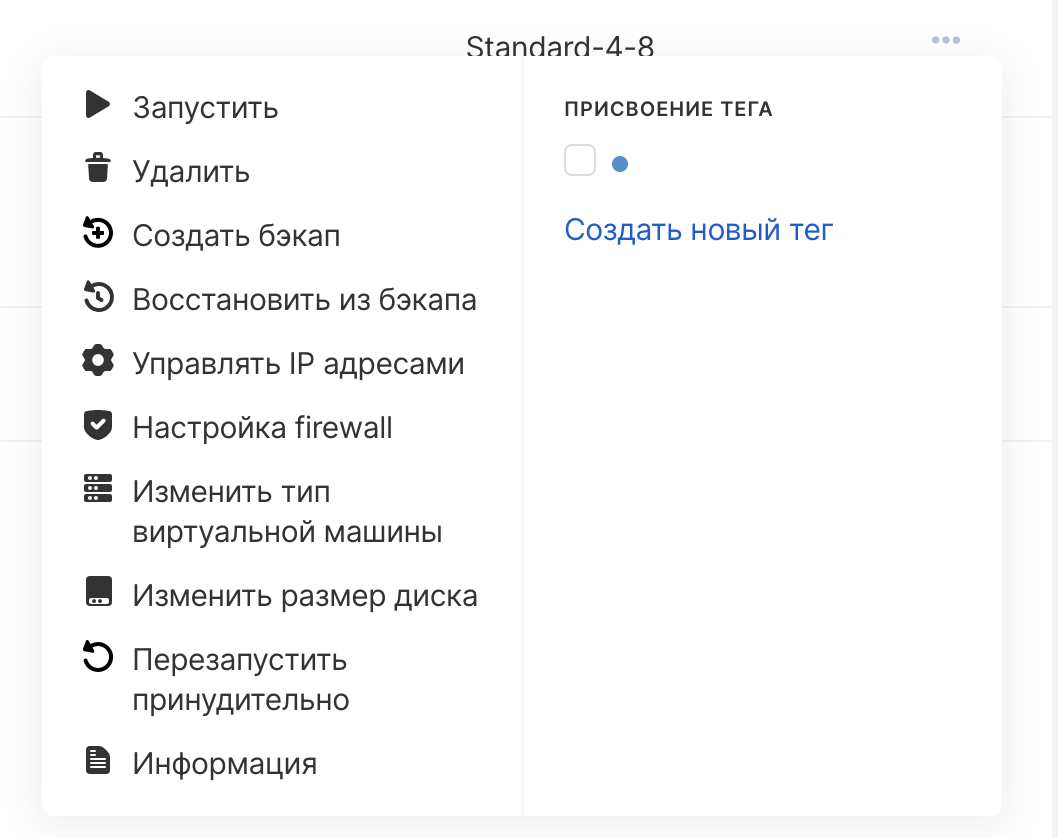 Standard-4-8
Запустить
Удалить
Создать бэкап
Восстановить из бэкапа
Управлять IP адресами
Настройка firewall
Изменить тип
виртуальной машины
Изменить размер диска
Перезапустить
принудительно
Информация
ПРИСВОЕНИЕ ТЕГА
Создать новый тег